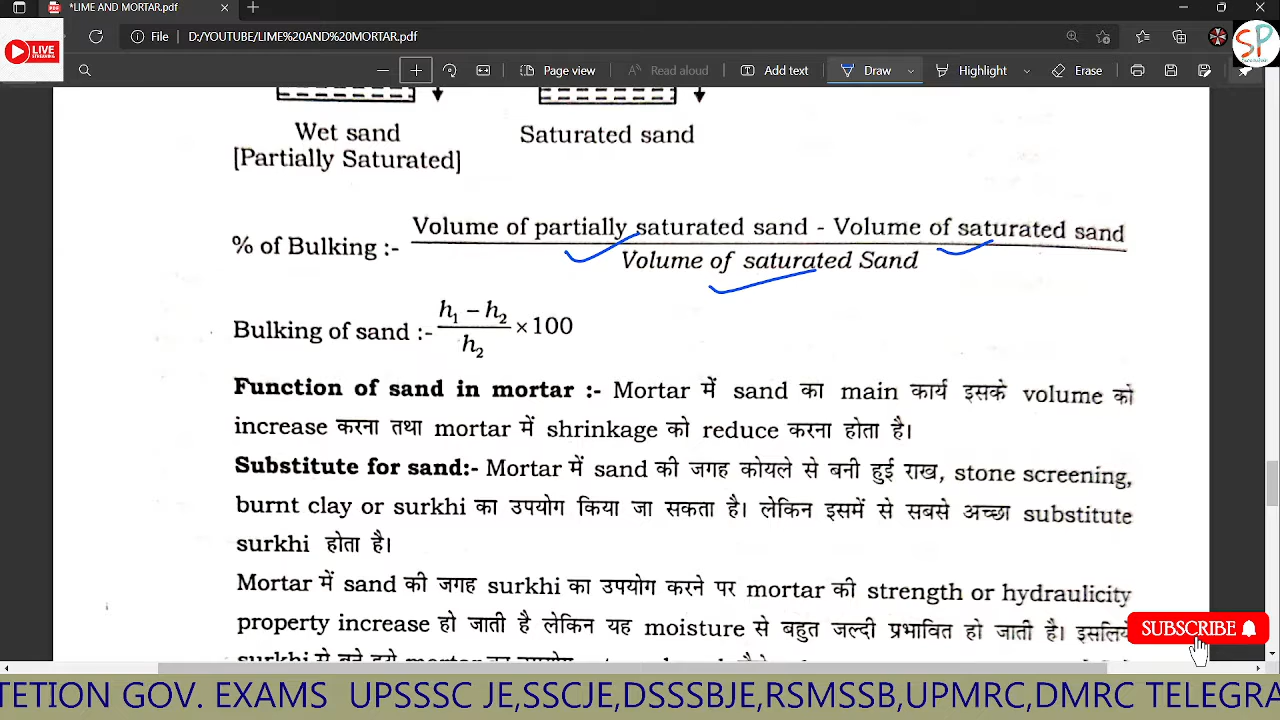 *LIME AND MORTAR.pdf
LIVE
STREAMING
File D:/YOUTUBE/LIME%20AND%20MORTAR.pdf
SP
Page view Read aloud Add text Draw Highlight Erase
Wet sand
[Partially Saturated]
Saturated sand
% of Bulking :- Volume of partially saturated sand - Volume of saturated sand
Volume of saturated Sand
Bulking of sand :- h₁ – h₂
h₂ × 100
Function of sand in mortar :- Mortar में sand का main कार्य इसके volume को
increase करना तथा mortar में shrinkage को reduce करना होता है।
Substitute for sand:- Mortar में sand की जगह कोयले से बनी हुई राख, stone screening,
burnt clay or surkhi का उपयोग किया जा सकता है। लेकिन इसमें से सबसे अच्छा substitute
surkhi होता है।
Mortar में sand की जगह surkhi का उपयोग करने पर mortar की strength or hydraulicity
property increase हो जाती है लेकिन यह moisture से बहुत जल्दी प्रभावित हो जाती है। इसलिये
SUBSCRIBE
TETION GOV. EXAMS UPSSSC JE,SSCJE,DSSSBJE,RSMSSB,UPMRC,DMRC TELEGRA